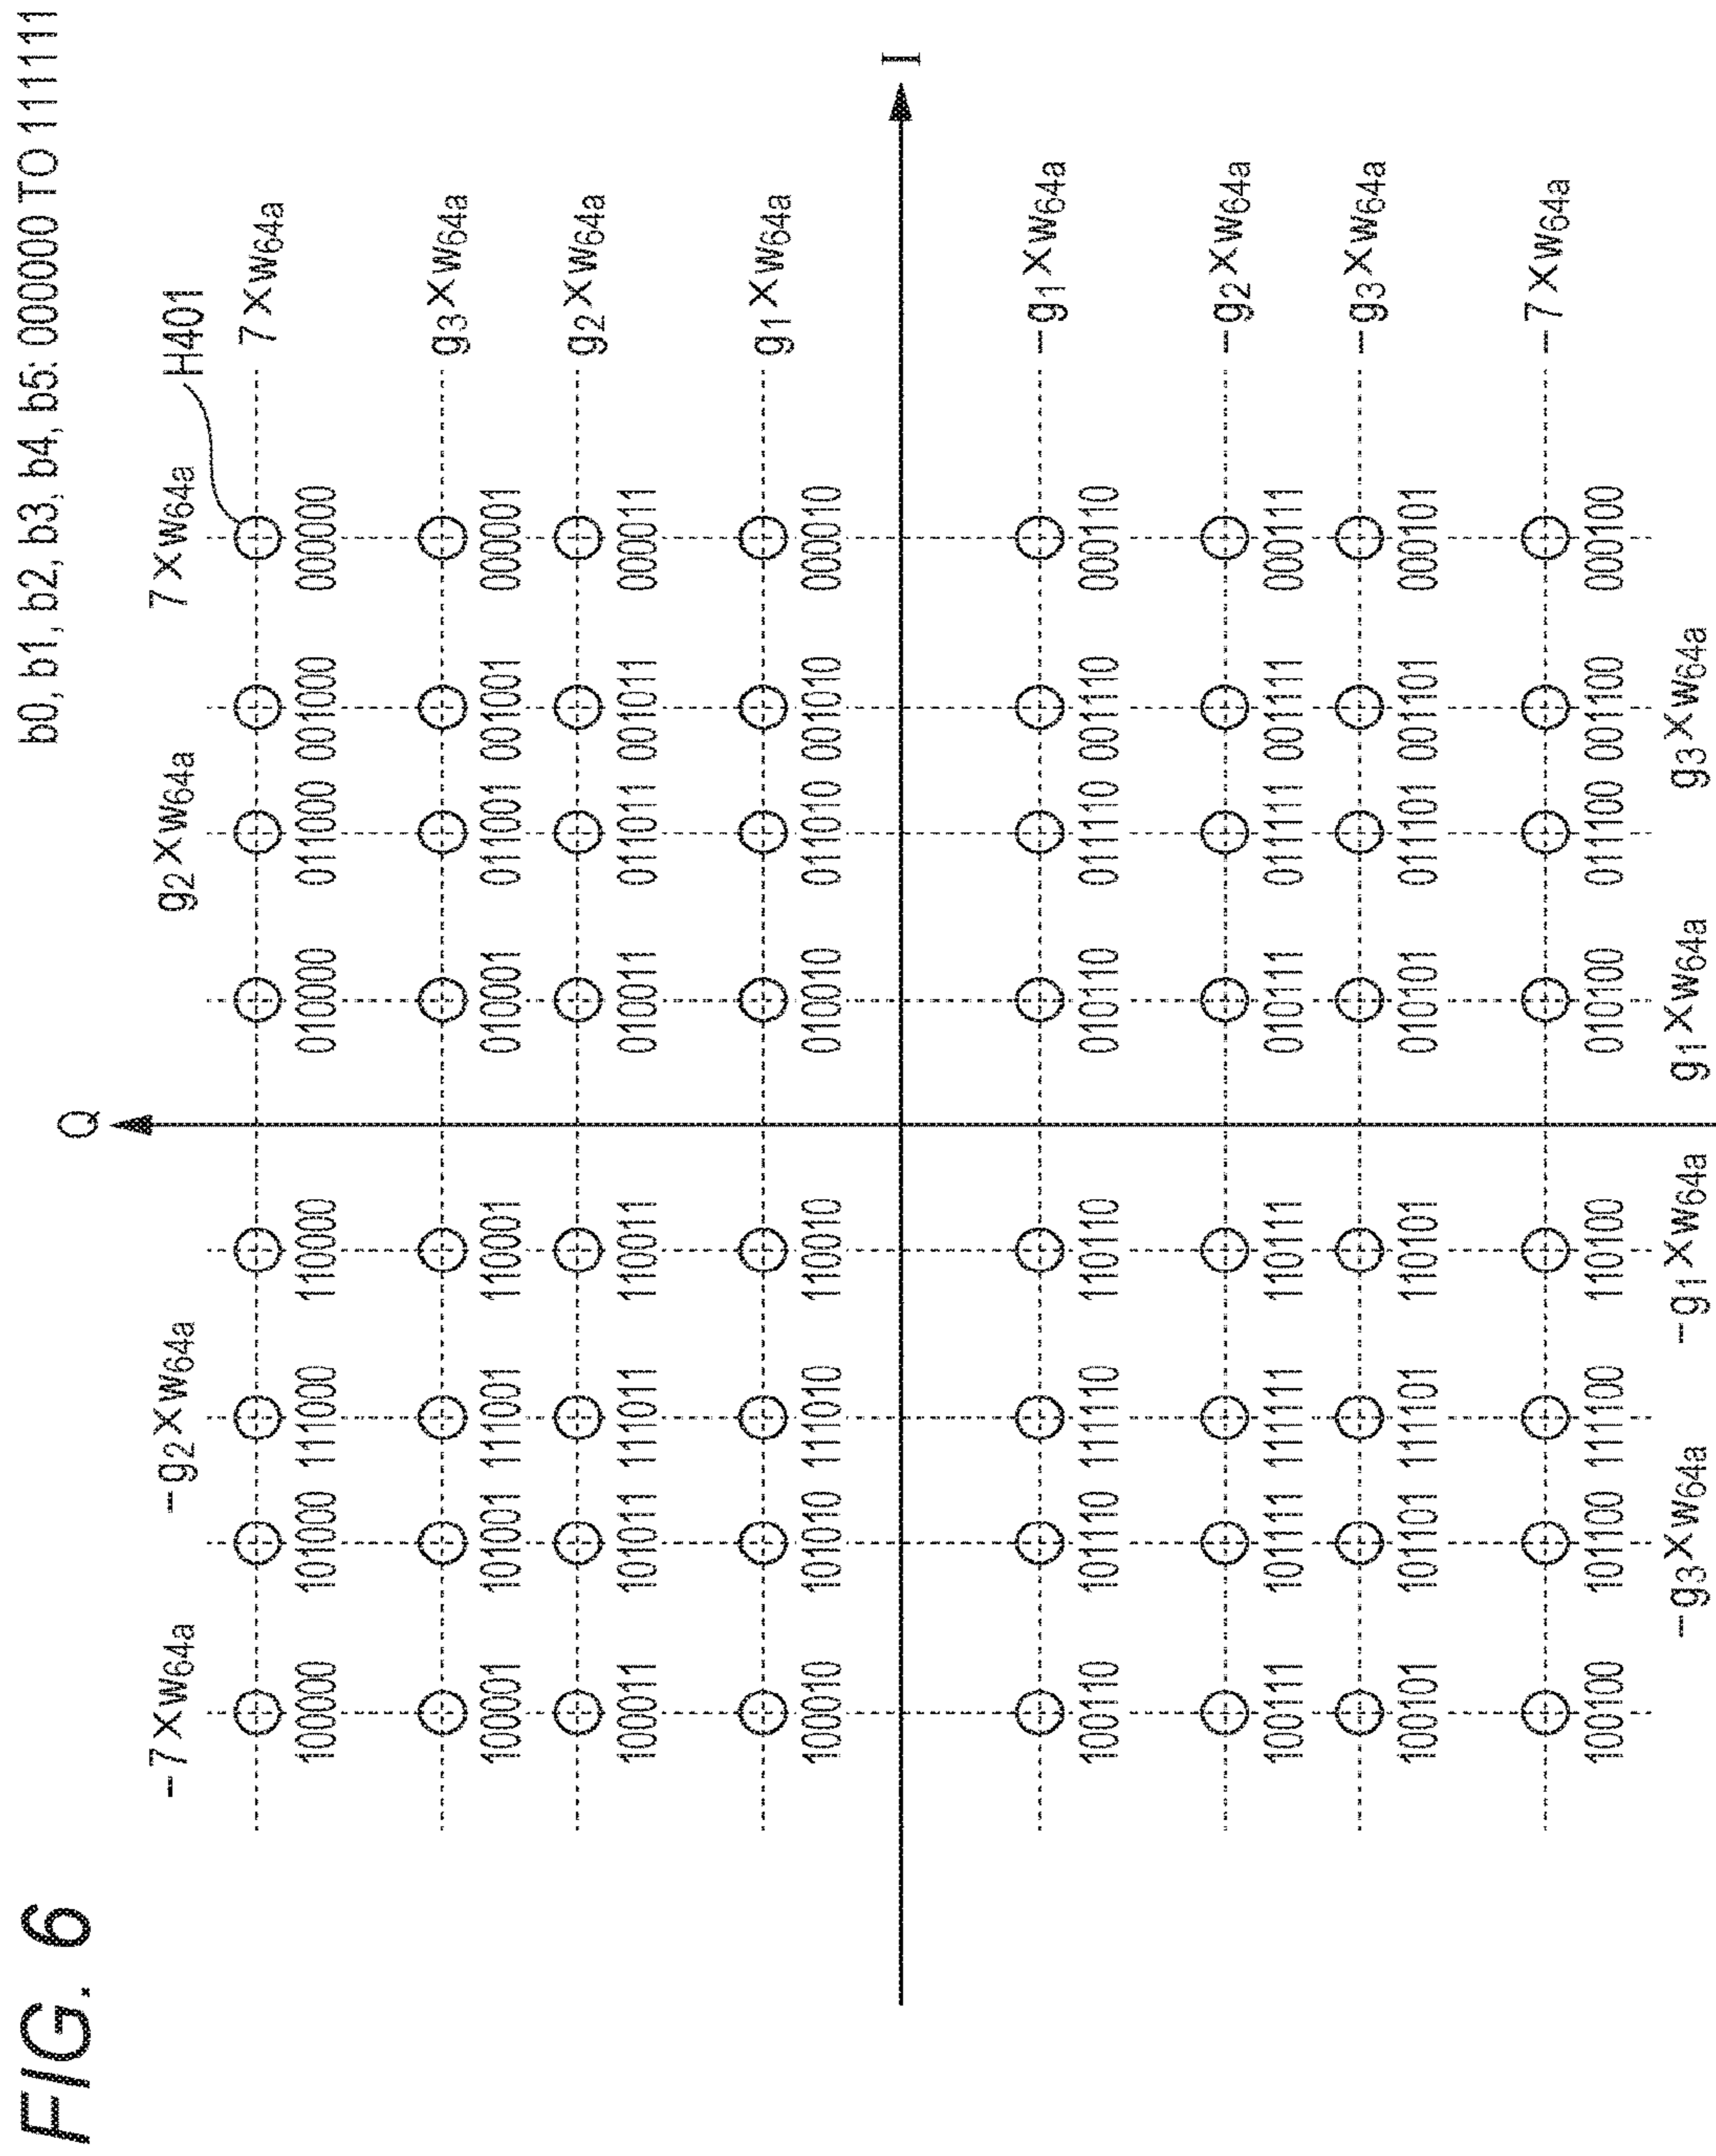 FIG. 6
b0, b1, b2, b3, b4, b5: 000000 TO 111111
Q
−7×w64a −g2×w64a g2×w64a 7×w64a H401
7×w64a
100000 101000 111000 110000 010000 011000 001000 000000
g3×w64a
100001 101001 111001 110001 010001 011001 001001 000001
g2×w64a
100011 101011 111011 110011 010011 011011 001011 000011
g1×w64a
100010 101010 111010 110010 010010 011010 001010 000010
I
−g1×w64a
100110 101110 111110 110110 010110 011110 001110 000110
−g2×w64a
100111 101111 111111 110111 010111 011111 001111 000111
−g3×w64a
100101 101101 111101 110101 010101 011101 001101 000101
−7×w64a
100100 101100 111100 110100 010100 011100 001100 000100
−g3×w64a −g1×w64a g1×w64a g3×w64a